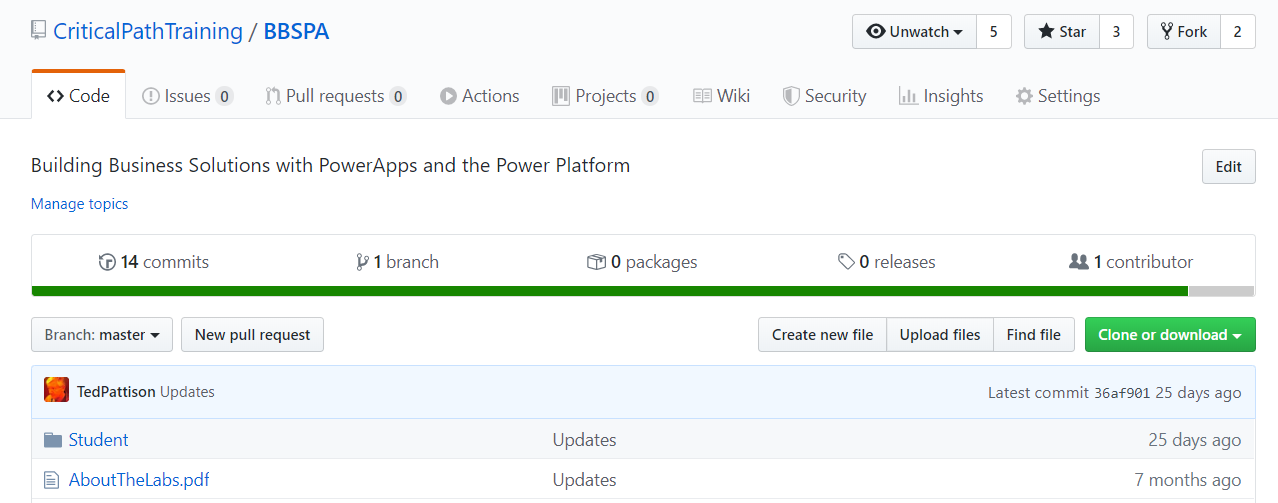 CriticalPathTraining / BBSPA Unwatch 5 Star 3 Fork 2
Code Issues 0 Pull requests 0 Actions Projects 0 Wiki Security Insights Settings
Building Business Solutions with PowerApps and the Power Platform Edit
Manage topics
14 commits 1 branch 0 packages 0 releases 1 contributor
Branch: master New pull request Create new file Upload files Find file Clone or download
TedPattison Updates Latest commit 36af901 25 days ago
Student Updates 25 days ago
AboutTheLabs.pdf Updates 7 months ago